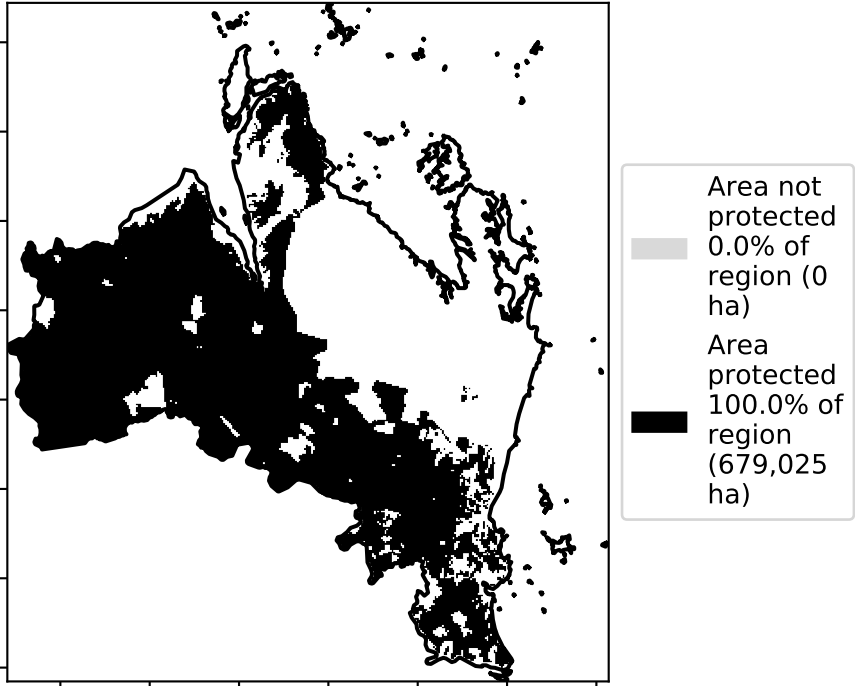 Area not
protected
0.0% of
region (0
ha)
Area
protected
100.0% of
region
(679,025
ha)